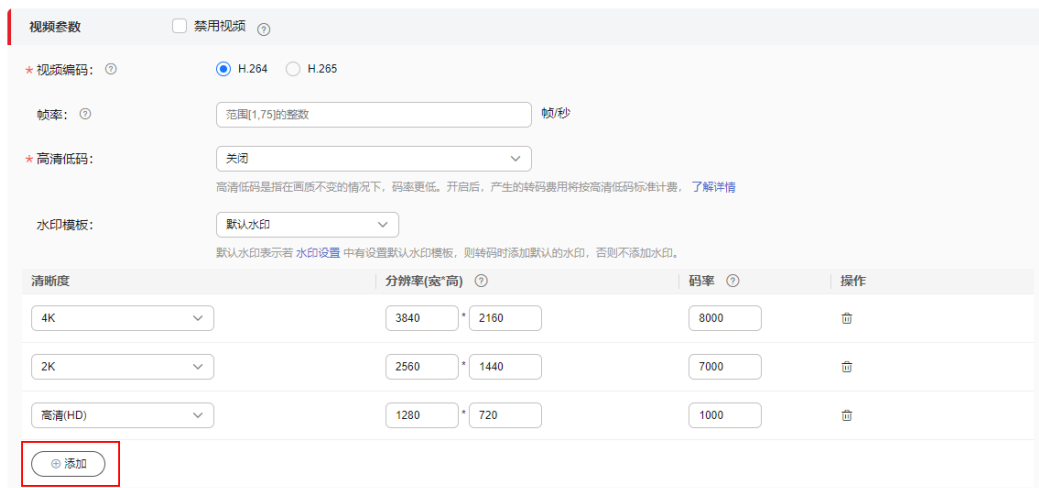 视频参数 禁用视频 ?
* 视频编码： ? H.264 H.265
帧率： ? 范围[1,75]的整数 帧/秒
* 高清低码： 关闭
高清低码是指在画质不变的情况下，码率更低。开启后，产生的转码费用将按高清低码标准计费， 了解详情
水印模板： 默认水印
默认水印表示若 水印设置 中有设置默认水印模板，则转码时添加默认的水印，否则不添加水印。
清晰度 分辨率(宽*高) ? 码率 ? 操作
4K 3840 * 2160 8000
2K 2560 * 1440 7000
高清(HD) 1280 * 720 1000
添加